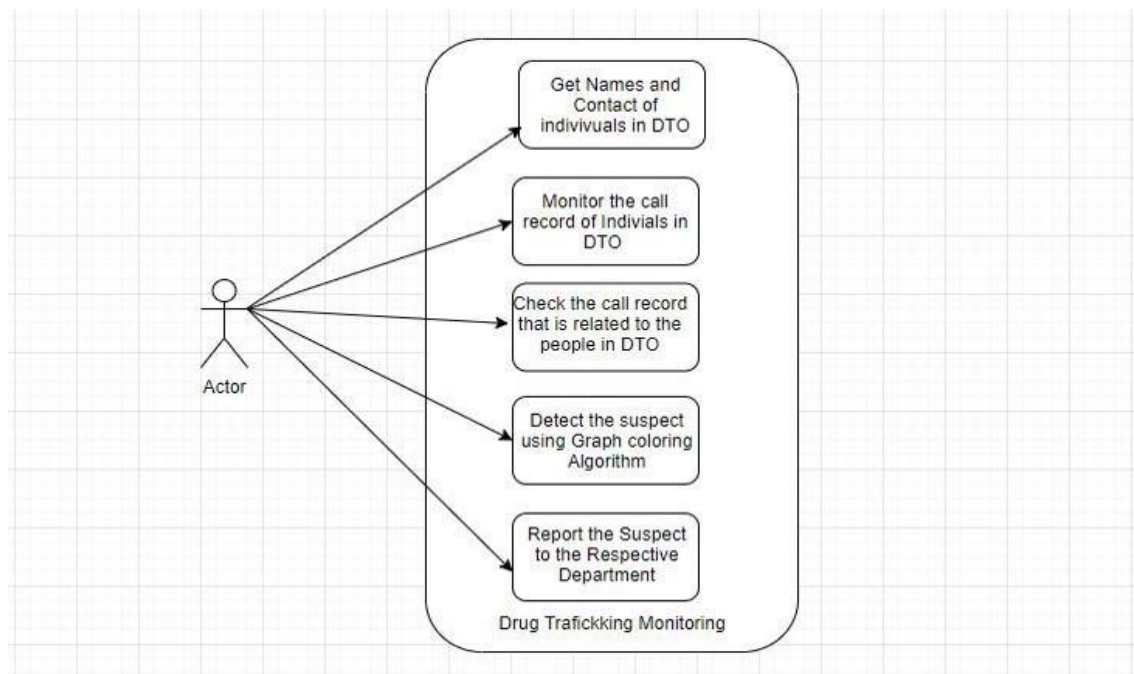 Get Names and
Contact of
indivivuals in DTO
Monitor the call
record of Indivials in
DTO
Check the call record
that is related to the
people in DTO
Actor
Detect the suspect
using Graph coloring
Algorithm
Report the Suspect
to the Respective
Department
Drug Trafickking Monitoring